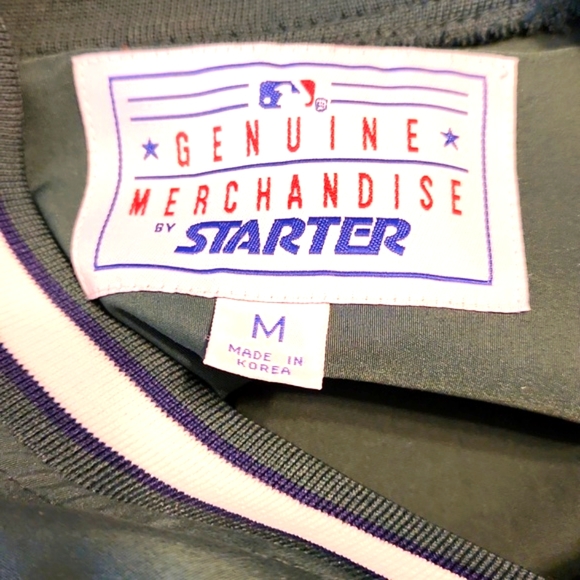 GENUINE
MERCHANDISE
BY STARTER
M
MADE IN
KOREA